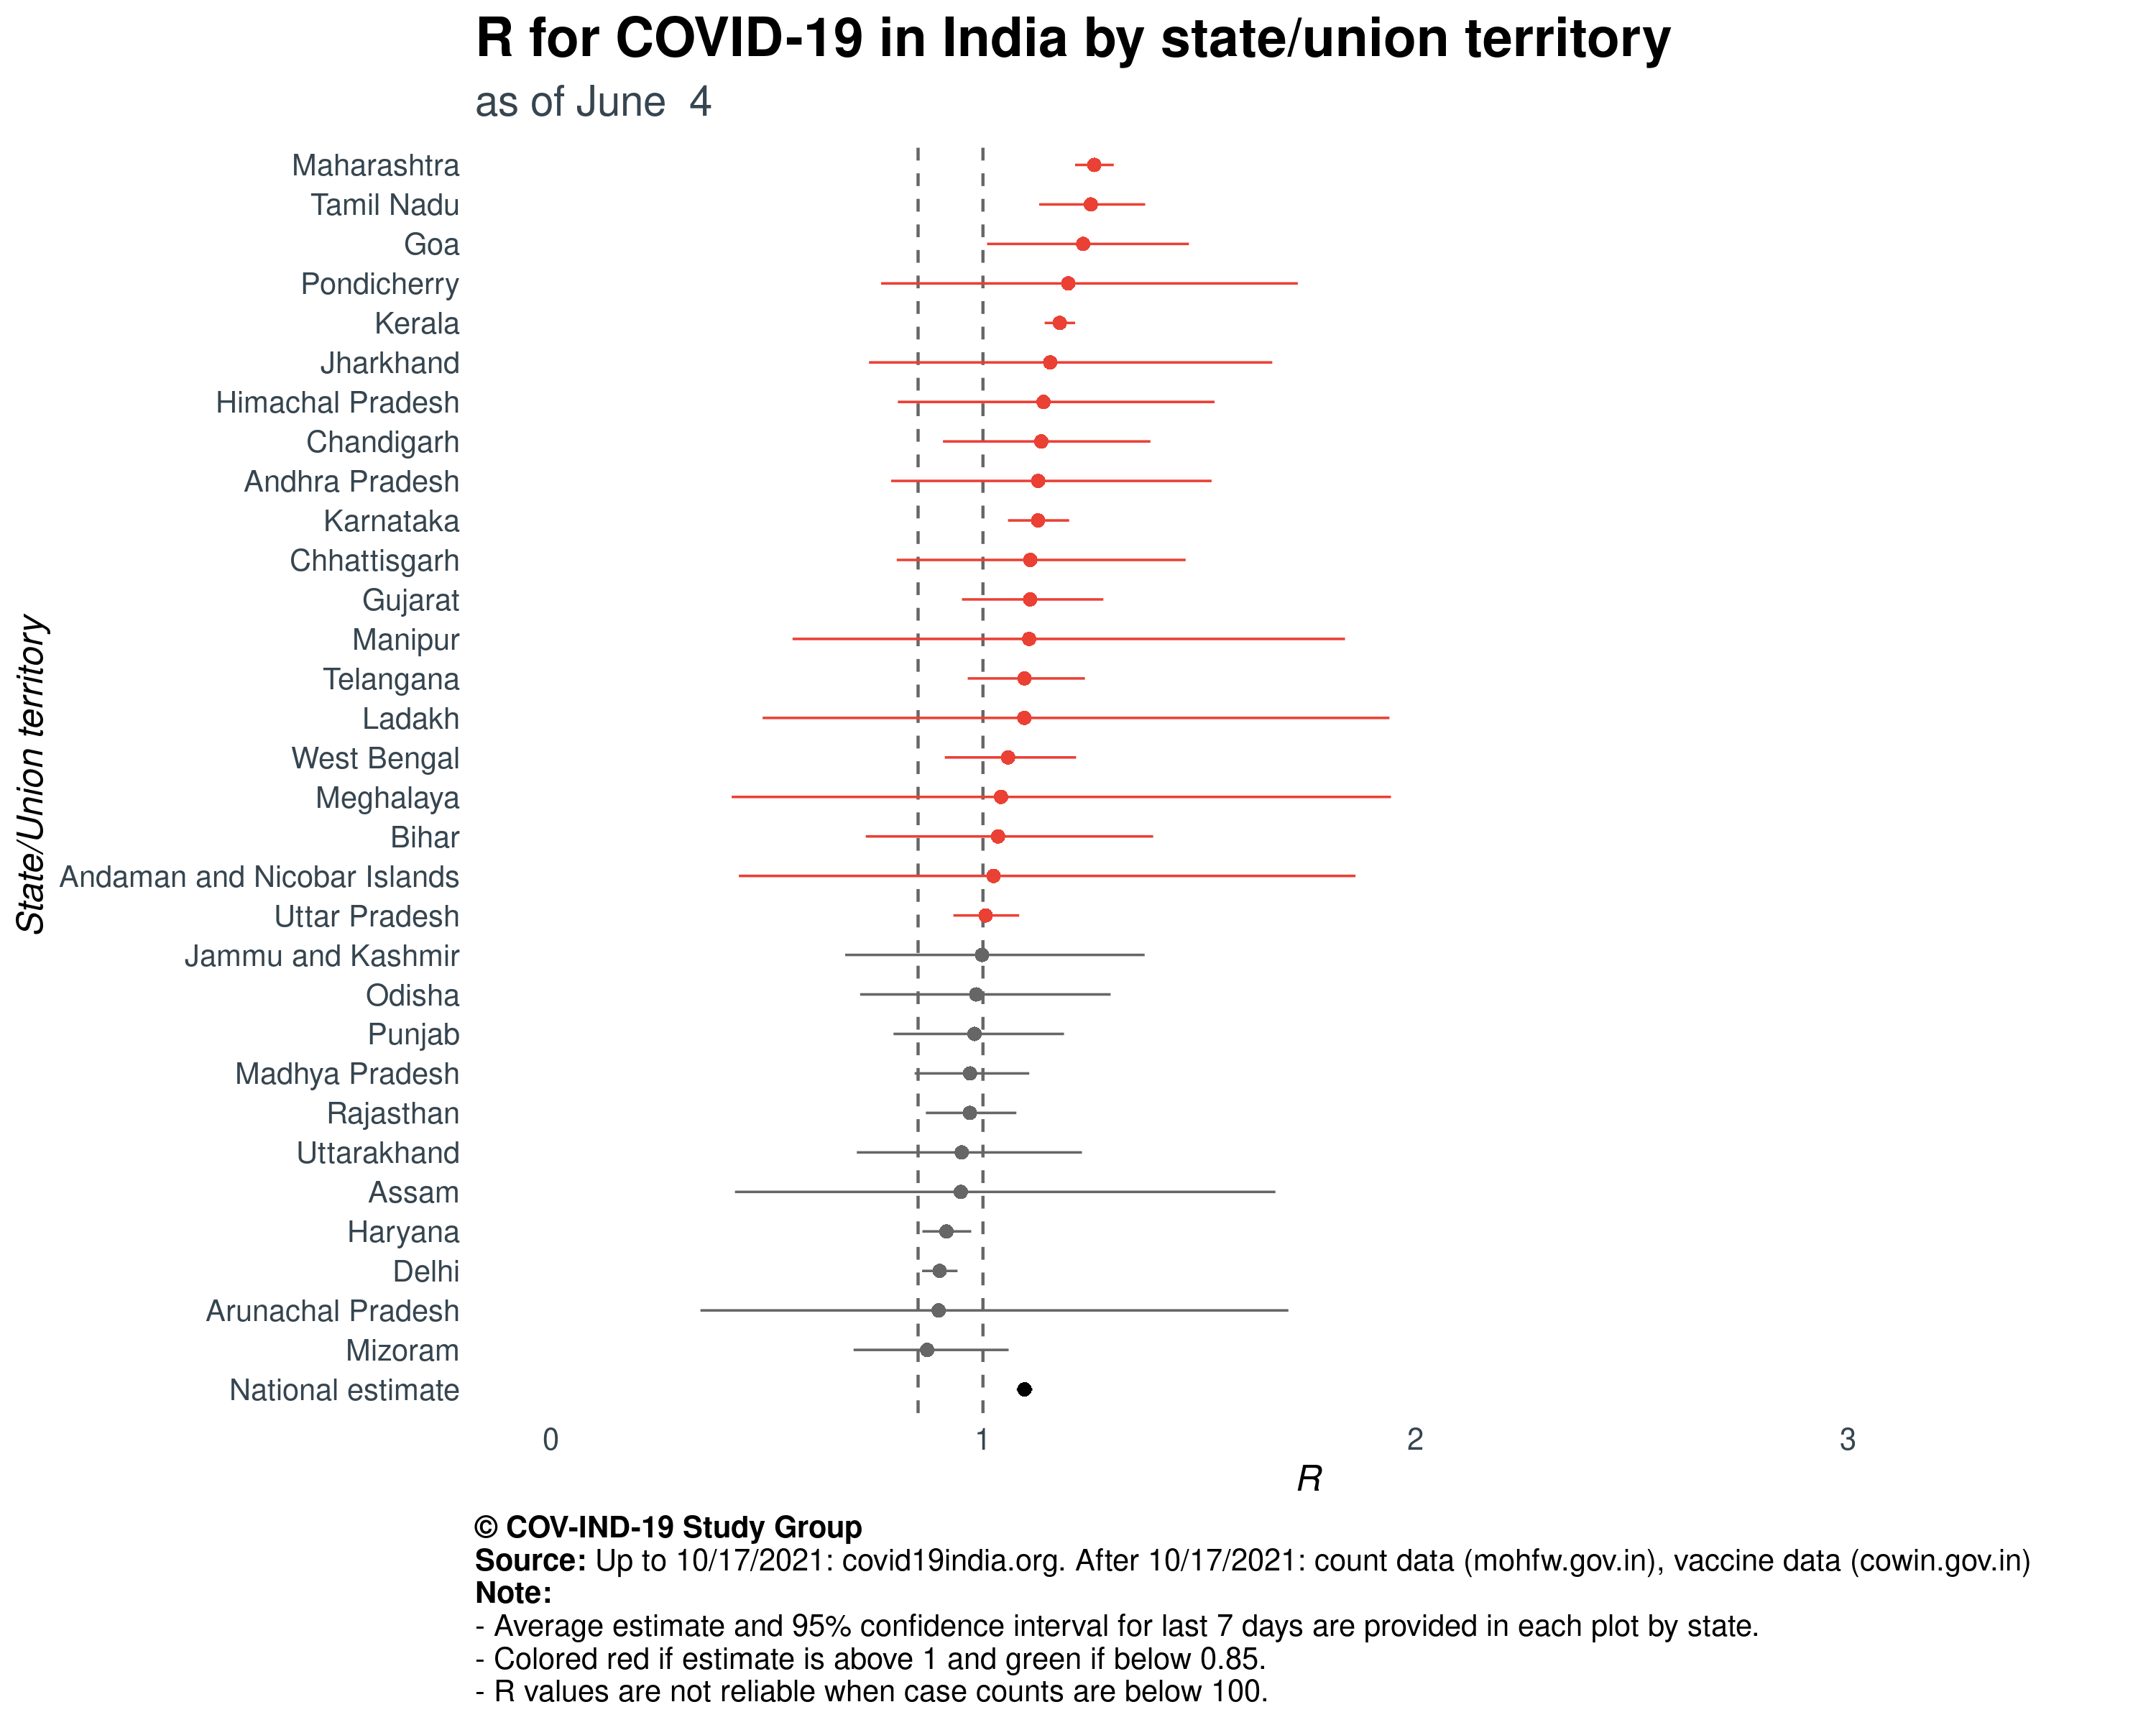 R for COVID-19 in India by state/union territory
as of June  4
State/Union territory
Maharashtra
Tamil Nadu
Goa
Pondicherry
Kerala
Jharkhand
Himachal Pradesh
Chandigarh
Andhra Pradesh
Karnataka
Chhattisgarh
Gujarat
Manipur
Telangana
Ladakh
West Bengal
Meghalaya
Bihar
Andaman and Nicobar Islands
Uttar Pradesh
Jammu and Kashmir
Odisha
Punjab
Madhya Pradesh
Rajasthan
Uttarakhand
Assam
Haryana
Delhi
Arunachal Pradesh
Mizoram
National estimate
0 1 2 3
R
© COV-IND-19 Study Group
Source: Up to 10/17/2021: covid19india.org. After 10/17/2021: count data (mohfw.gov.in), vaccine data (cowin.gov.in)
Note:
- Average estimate and 95% confidence interval for last 7 days are provided in each plot by state.
- Colored red if estimate is above 1 and green if below 0.85.
- R values are not reliable when case counts are below 100.